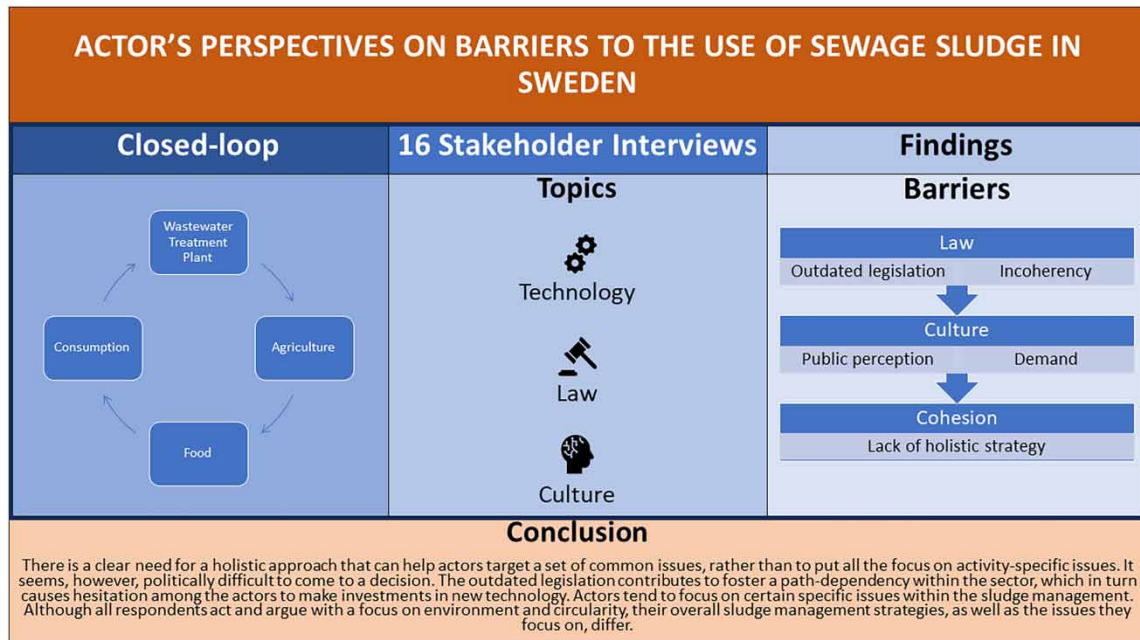 ACTOR'S PERSPECTIVES ON BARRIERS TO THE USE OF SEWAGE SLUDGE IN
SWEDEN
Closed-loop
Wastewater
Treatment
Plant
Agriculture
Food
Consumption
16 Stakeholder Interviews
Topics
Technology
Law
Culture
Findings
Barriers
Law
Outdated legislation
Incoherency
Culture
Public perception
Demand
Cohesion
Lack of holistic strategy
Conclusion
There is a clear need for a holistic approach that can help actors target a set of common issues, rather than to put all the focus on activity-specific issues. It
seems, however, politically difficult to come to a decision. The outdated legislation contributes to foster a path-dependency within the sector, which in turn
causes hesitation among the actors to make investments in new technology. Actors tend to focus on certain specific issues within the sludge management.
Although all respondents act and argue with a focus on environment and circularity, their overall sludge management strategies, as well as the issues they
focus on, differ.